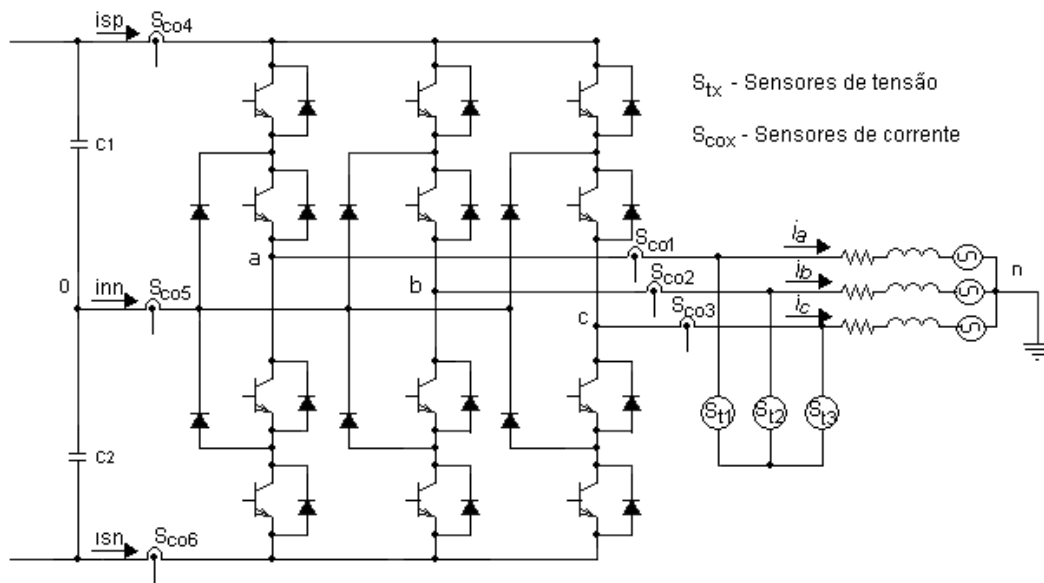 isp
Sco4
Stx - Sensores de tensão
Scox - Sensores de corrente
C1
a
Sco1
ia
n
0
inn
Sco5
b
Sco2
ib
c
Sco3
ic
St1
St2
St3
C2
isn
Sco6